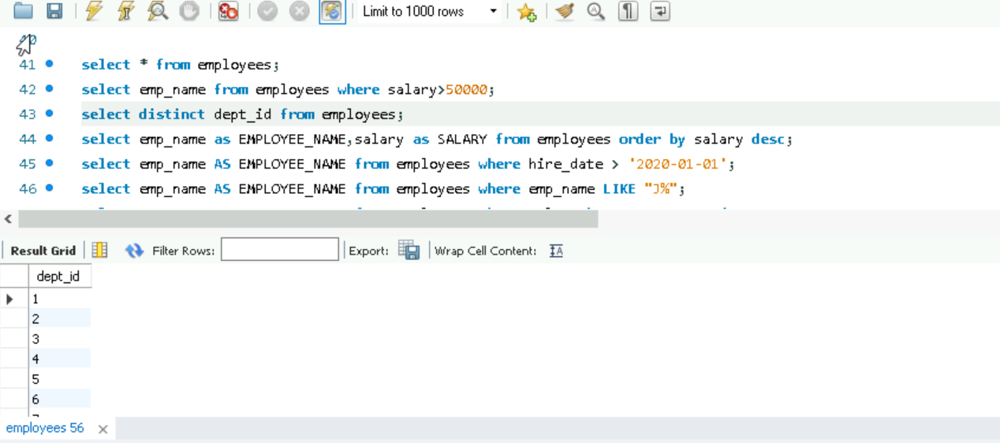 Limit to 1000 rows
41 select * from employees;
42 select emp_name from employees where salary>50000;
43 select distinct dept_id from employees;
44 select emp_name as EMPLOYEE_NAME,salary as SALARY from employees order by salary desc;
45 select emp_name AS EMPLOYEE_NAME from employees where hire_date > '2020-01-01';
46 select emp_name AS EMPLOYEE_NAME from employees where emp_name LIKE "J%";
Result Grid Filter Rows: Export: Wrap Cell Content: IA
dept_id
1
2
3
4
5
6
employees 56